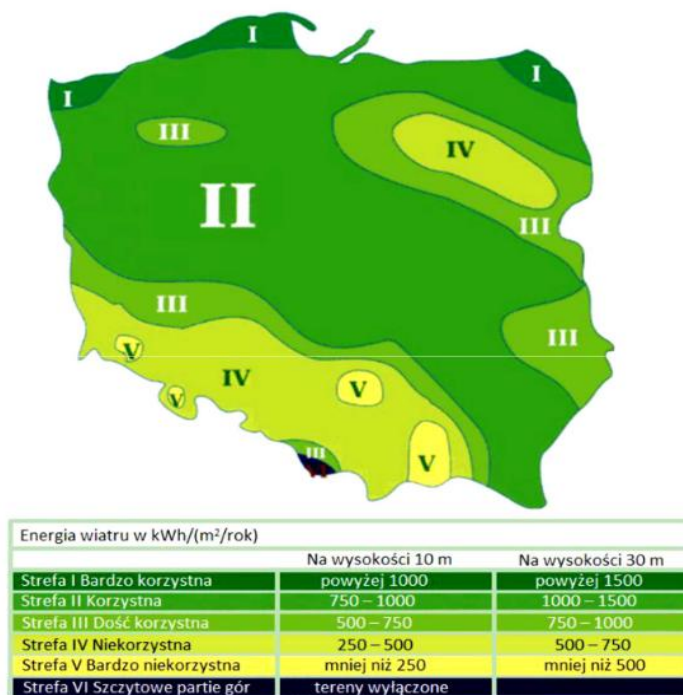 I
I
I
III
IV
II
III
III
III
V
IV
V
V
III
V
Energia wiatru w kWh/(m²/rok)
Na wysokości 10 m Na wysokości 30 m
Strefa I Bardzo korzystna powyżej 1000 powyżej 1500
Strefa II Korzystna 750 – 1000 1000 – 1500
Strefa III Dość korzystna 500 – 750 750 – 1000
Strefa IV Niekorzystna 250 – 500 500 – 750
Strefa V Bardzo niekorzystna mniej niż 250 mniej niż 500
Strefa VI Szczytowe partie gór tereny wyłączone